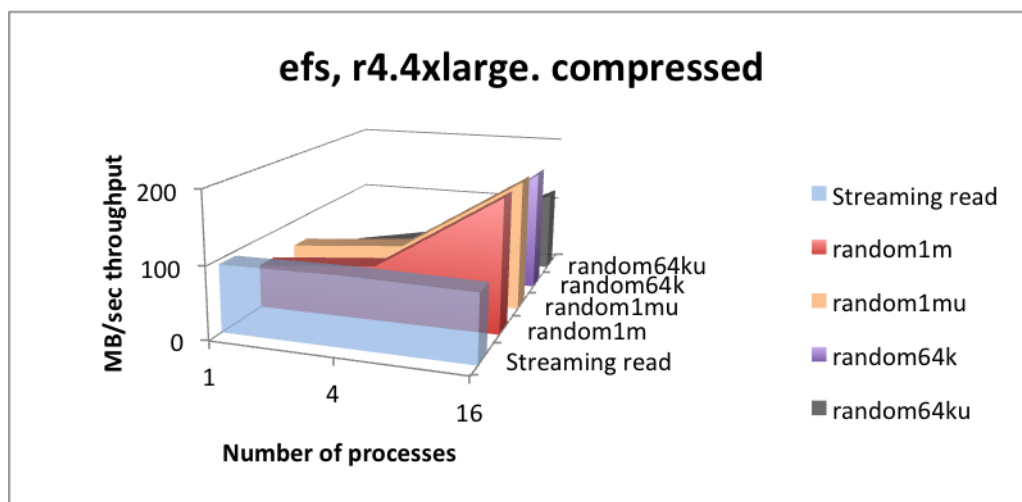 efs, r4.4xlarge. compressed
MB/sec throughput
200
100
0
1
4
16
Number of processes
random64ku
random64k
random1mu
random1m
Streaming read
Streaming read
random1m
random1mu
random64k
random64ku